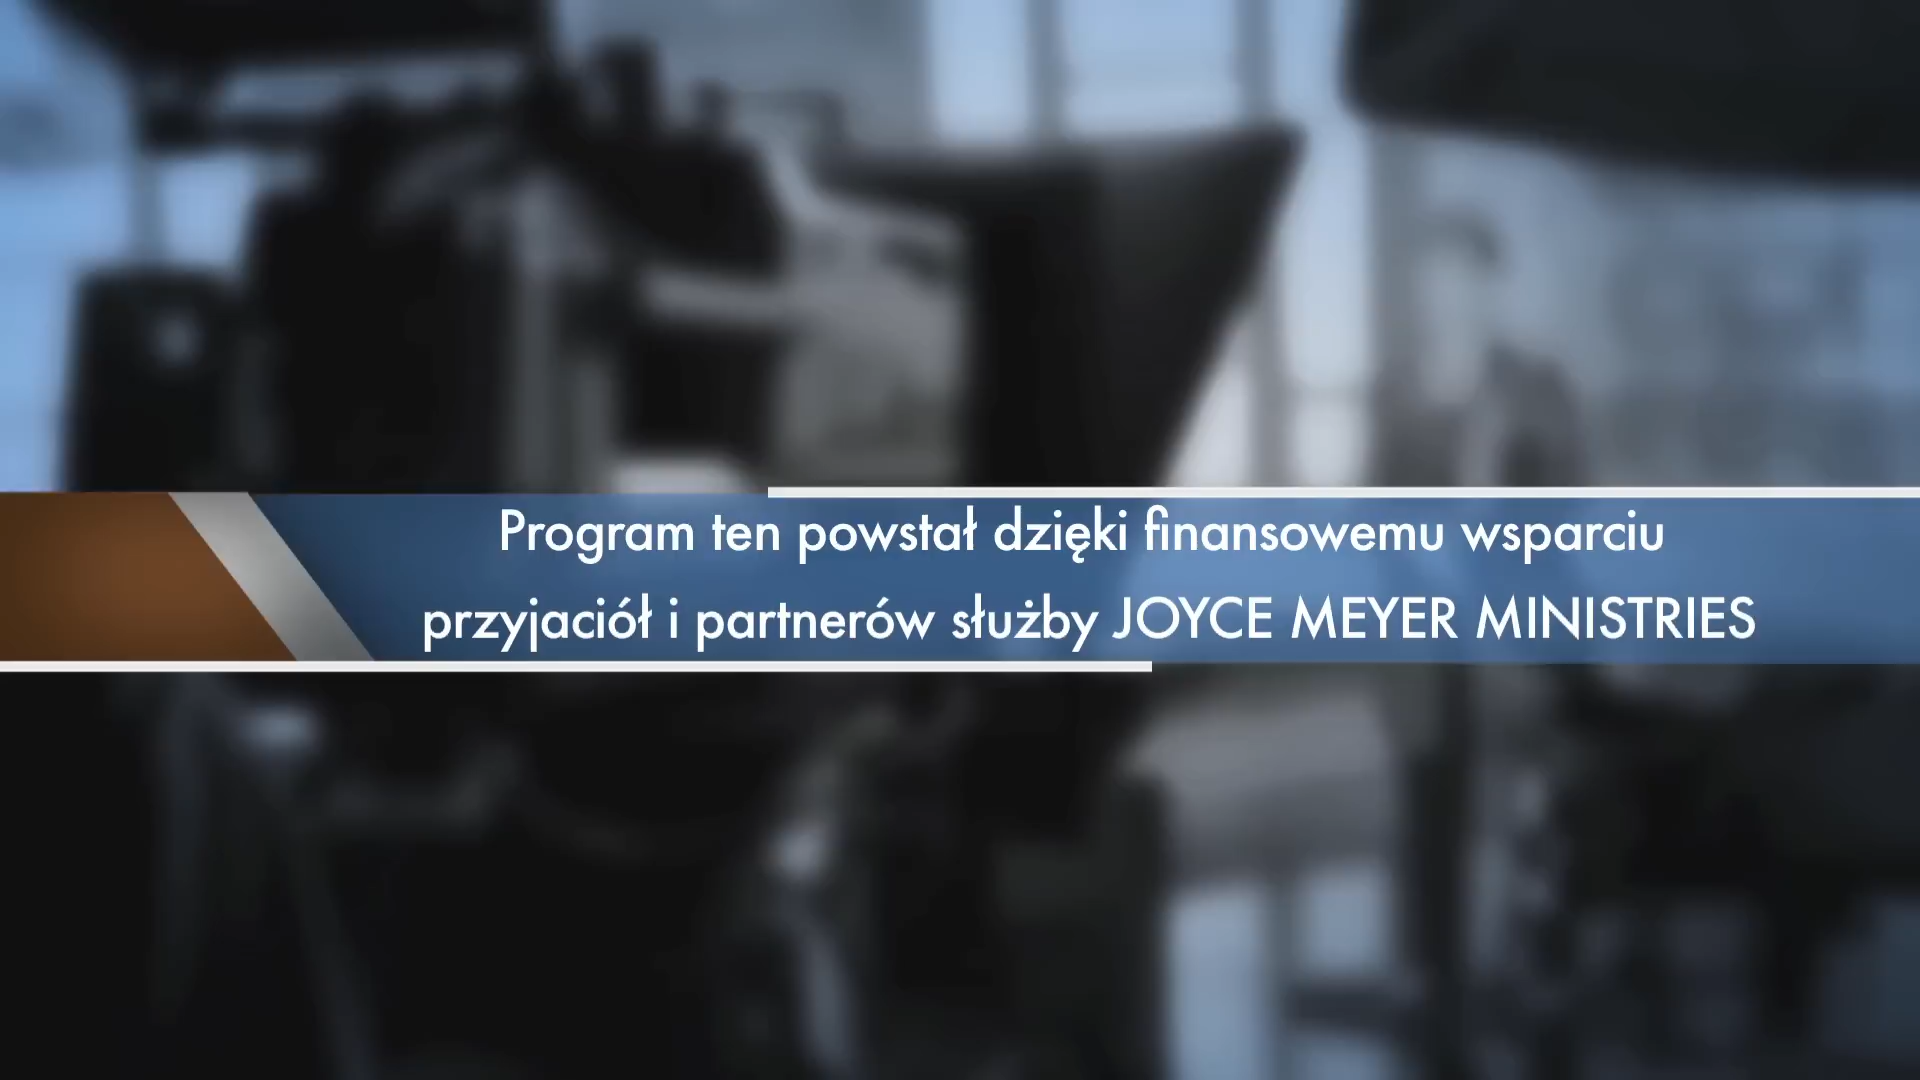 Program ten powstał dzięki finansowemu wsparciu
przyjaciół i partnerów służby JOYCE MEYER MINISTRIES